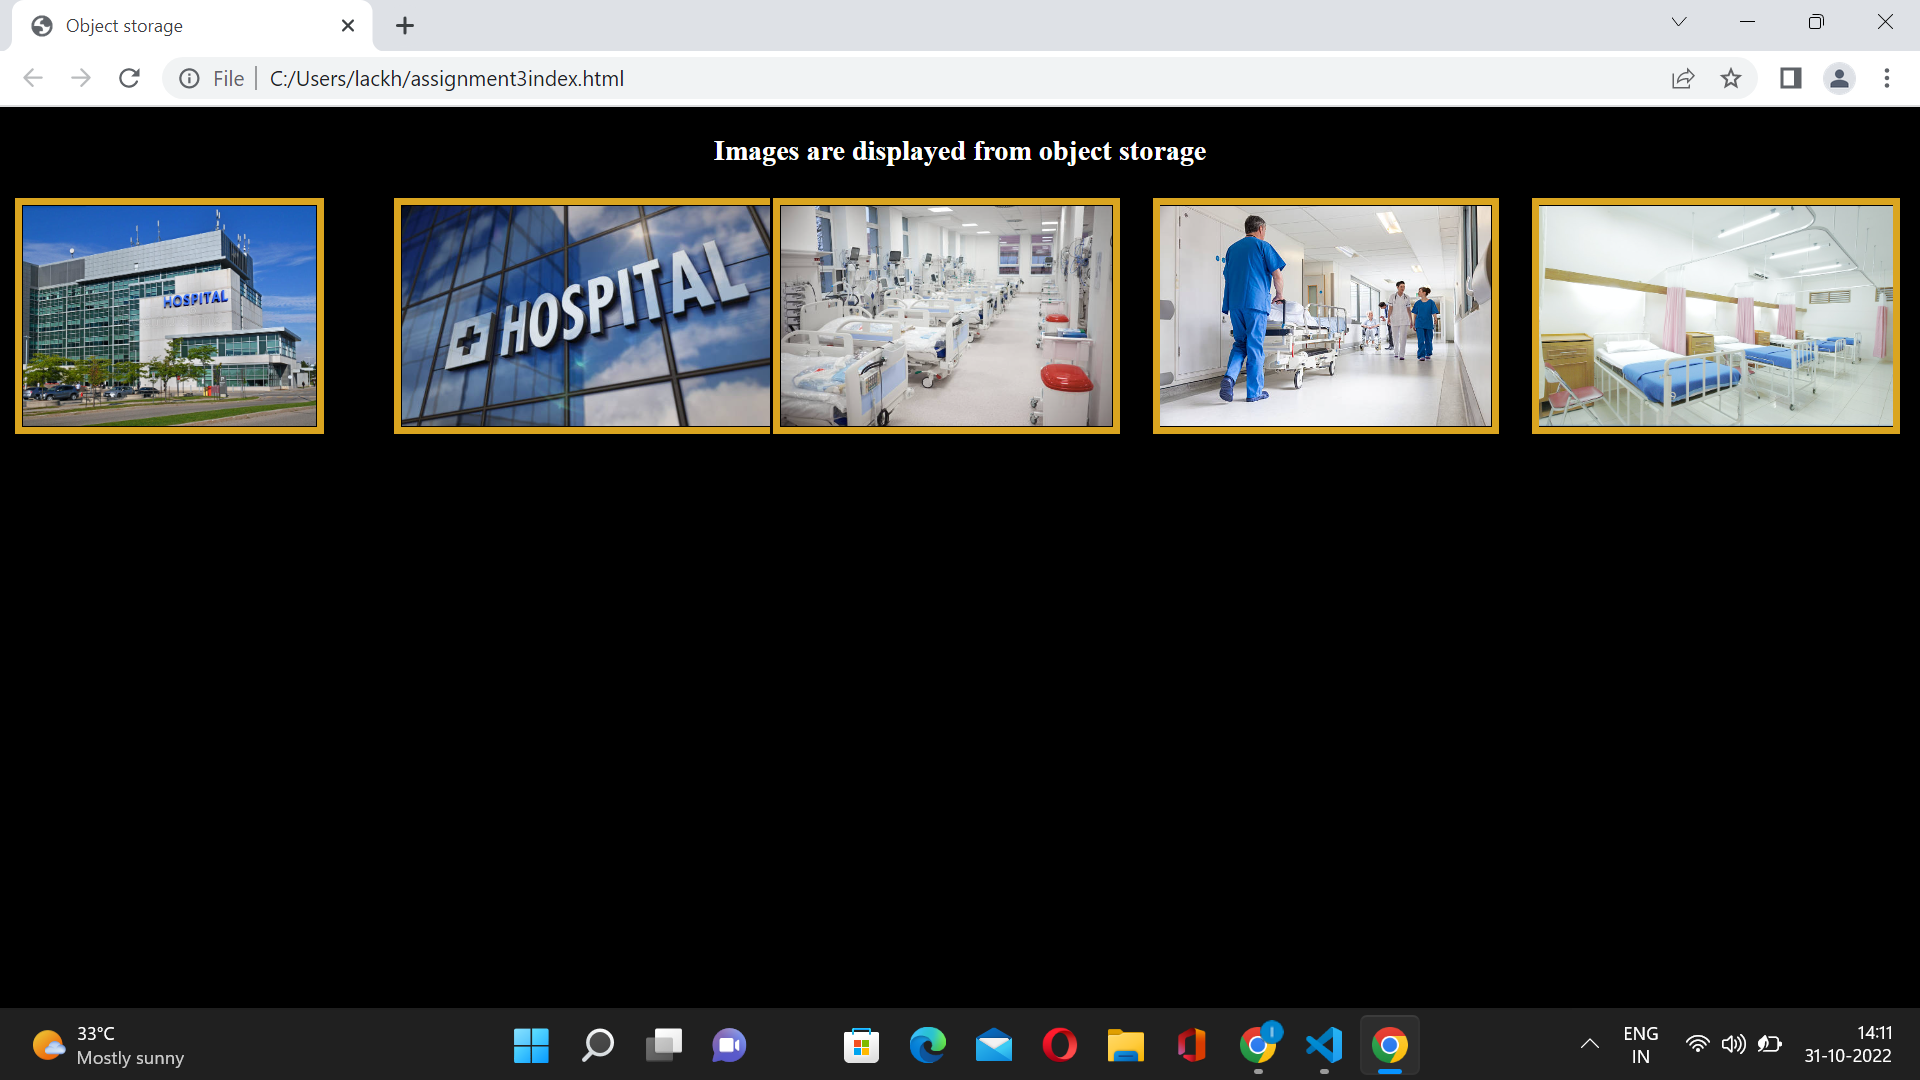 Object storage
File
C:/Users/lackh/assignment3index.html
Images are displayed from object storage
HOSPITAL
HOSPITAL
33°C
Mostly sunny
ENG
IN
14:11
31-10-2022